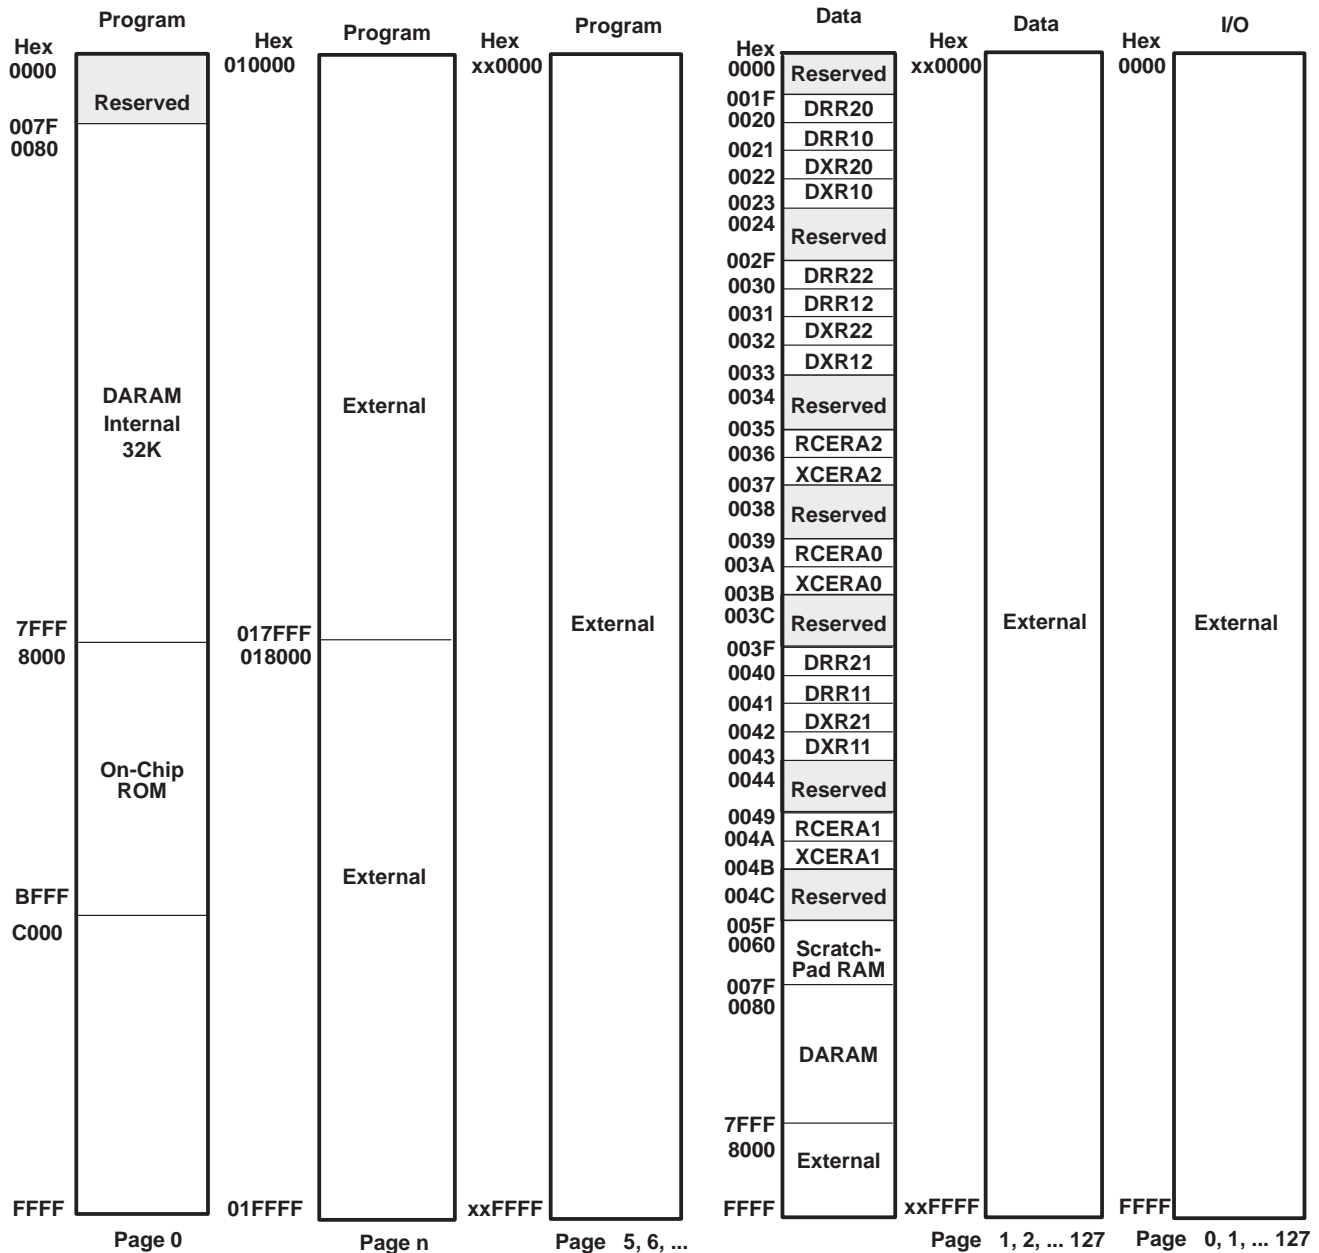 Program
Hex
0000
Reserved
007F
0080
DARAM
Internal
32K
7FFF
8000
On-Chip
ROM
BFFF
C000
FFFF
Page 0
Program
Hex
010000
External
017FFF
018000
External
01FFFF
Page n
Program
Hex
xx0000
External
xxFFFF
Page 5, 6, ...
Data
Hex
0000
Reserved
001F
0020
DRR20
DRR10
0021
DXR20
0022
DXR10
0023
0024
Reserved
002F
DRR22
0030
DRR12
0031
DXR22
0032
DXR12
0033
0034
Reserved
0035
RCERA2
0036
XCERA2
0037
0038
Reserved
0039
RCERA0
003A
XCERA0
003B
003C
Reserved
003F
DRR21
0040
DRR11
0041
DXR21
0042
DXR11
0043
0044
Reserved
0049
RCERA1
004A
XCERA1
004B
004C
Reserved
005F
0060
Scratch-
Pad RAM
007F
0080
DARAM
7FFF
8000
External
FFFF
Data
Hex
xx0000
External
xxFFFF
Page 1, 2, ... 127
I/O
Hex
0000
External
FFFF
Page 0, 1, ... 127